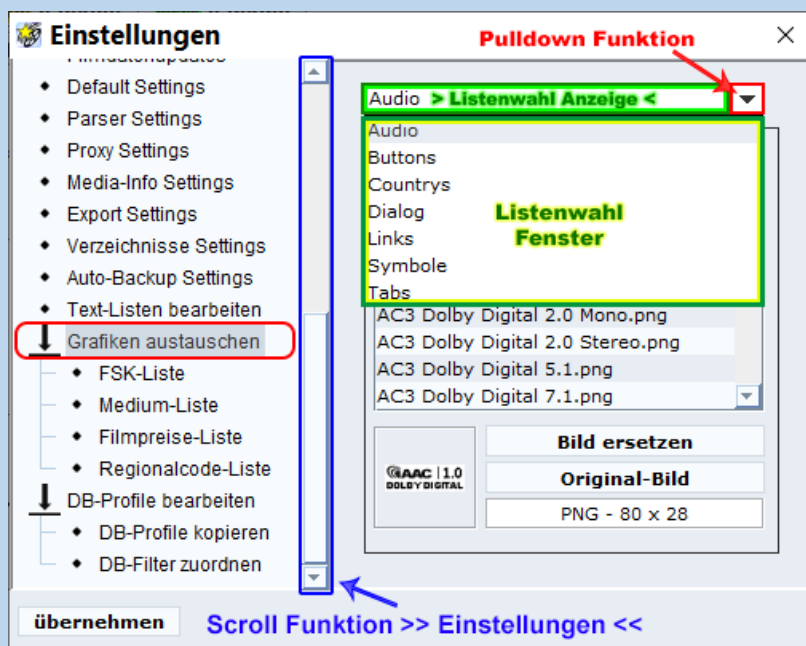 Einstellungen
Pulldown Funktion
Default Settings
Parser Settings
Proxy Settings
Media-Info Settings
Export Settings
Verzeichnisse Settings
Auto-Backup Settings
Text-Listen bearbeiten
Grafiken austauschen
FSK-Liste
Medium-Liste
Filmpreise-Liste
Regionalcode-Liste
DB-Profile bearbeiten
DB-Profile kopieren
DB-Filter zuordnen
Audio > Listenwahl Anzeige <
Audio
Buttons
Countrys
Dialog
Links
Symbole
Tabs
Listenwahl
Fenster
AC3 Dolby Digital 2.0 Mono.png
AC3 Dolby Digital 2.0 Stereo.png
AC3 Dolby Digital 5.1.png
AC3 Dolby Digital 7.1.png
AAC | 1.0
DOLBY DIGITAL
Bild ersetzen
Original-Bild
PNG - 80 x 28
übernehmen
Scroll Funktion >> Einstellungen <<